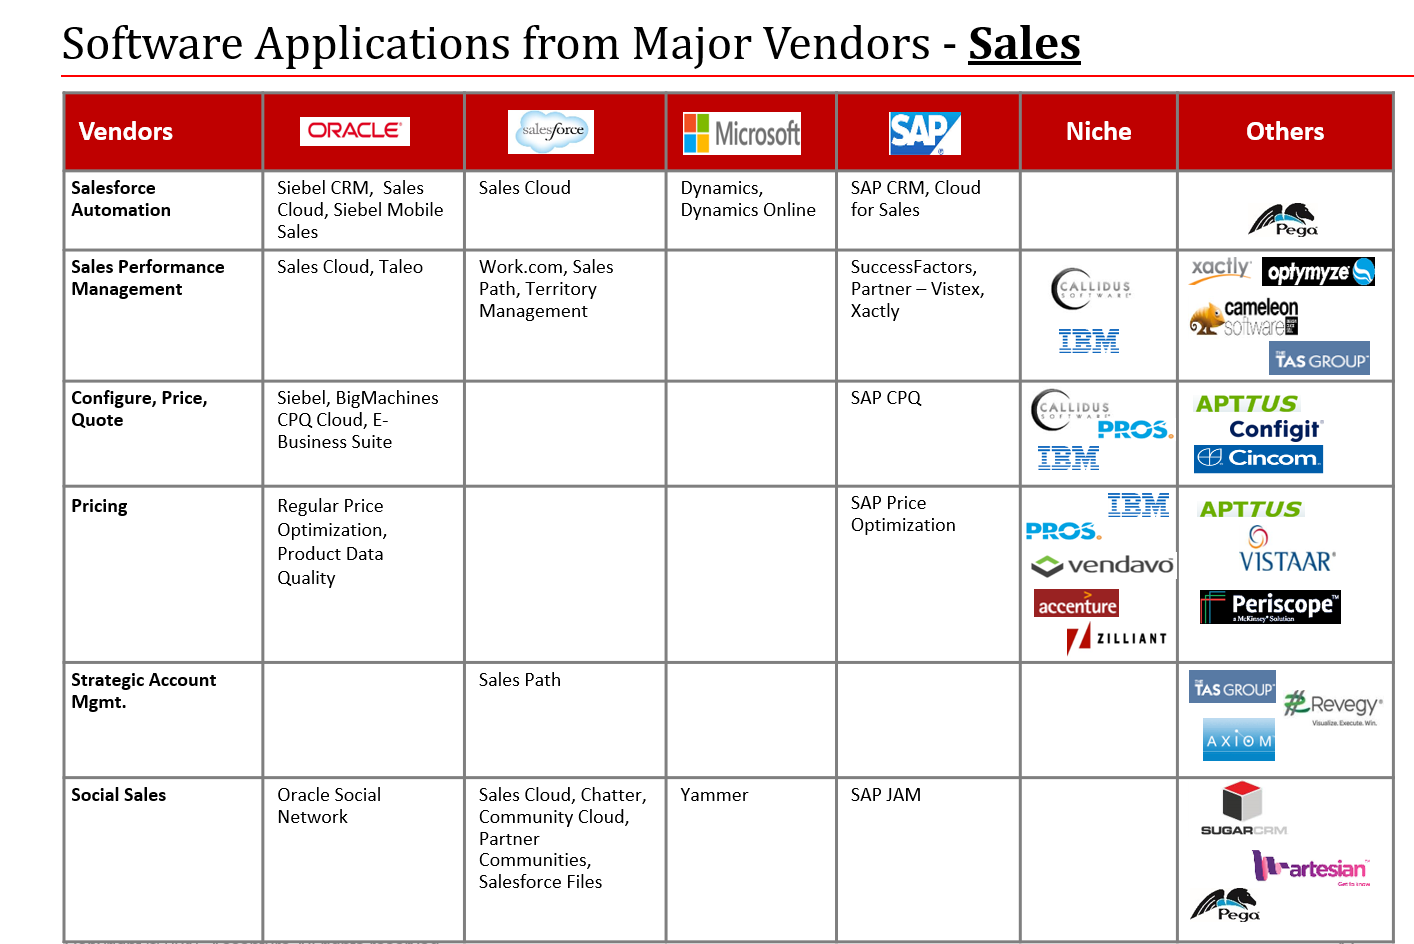 Software Applications from Major Vendors - Sales
Vendors
ORACLE®
salesforce
Microsoft
SAP®
Niche
Others
Salesforce
Automation
Siebel CRM, Sales
Cloud, Siebel Mobile
Sales
Sales Cloud
Dynamics,
Dynamics Online
SAP CRM, Cloud
for Sales
Pega
Sales Performance
Management
Sales Cloud, Taleo
Work.com, Sales
Path, Territory
Management
SuccessFactors,
Partner – Vistex,
Xactly
CALLIDUS
SOFTWARE
IBM
xactly
optymyze
cameleon
software
THE
TAS GROUP
Configure, Price,
Quote
Siebel, BigMachines
CPQ Cloud, E-
Business Suite
SAP CPQ
CALLIDUS
SOFTWARE
PROS.
IBM
APTTUS
Configit
Cincom
Pricing
Regular Price
Optimization,
Product Data
Quality
SAP Price
Optimization
IBM
PROS.
vendavo
accenture
ZILLIANT
APTTUS
VISTAAR®
Periscope™
a McKinsey Solution
Strategic Account
Mgmt.
Sales Path
THE
TAS GROUP
Revegy®
Visualize. Execute. Win.
AXIOM
Social Sales
Oracle Social
Network
Sales Cloud, Chatter,
Community Cloud,
Partner
Communities,
Salesforce Files
Yammer
SAP JAM
SUGARCRM
artesian
Get to know
Pega